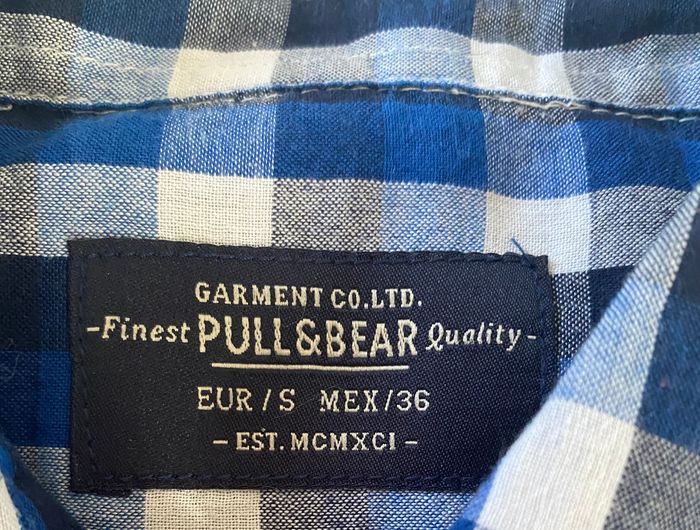 GARMENT CO.LTD.
-Finest PULL&BEAR Quality-
EUR/S MEX/36
- EST. MCMXCI -